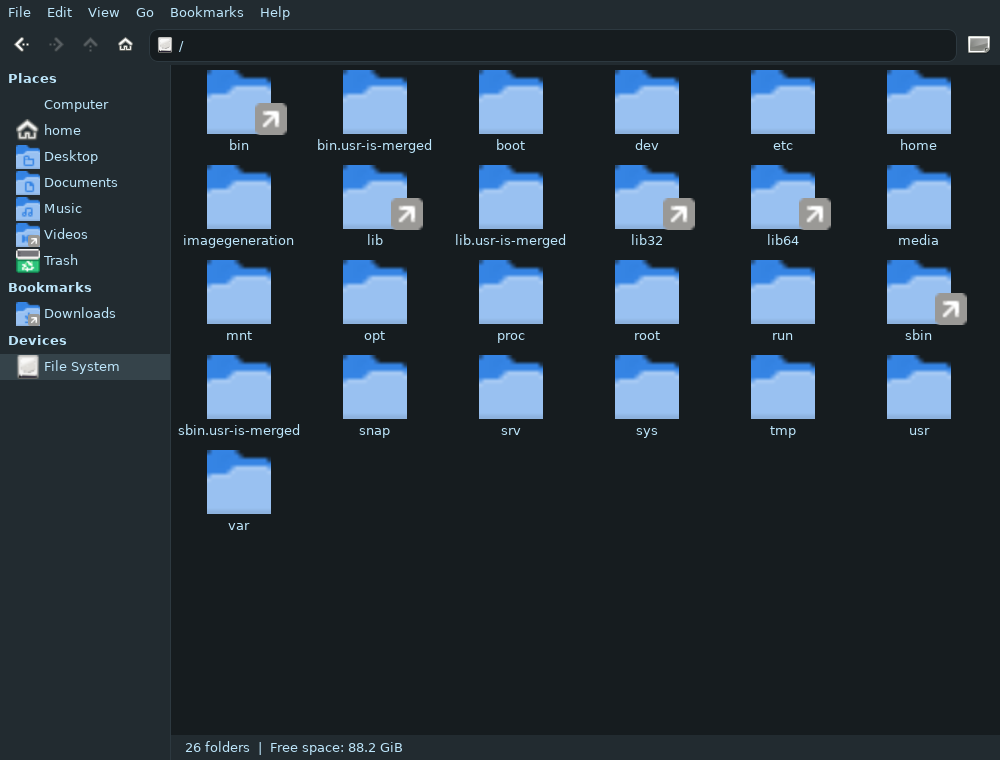 File Edit View Go Bookmarks Help
/
Places
Computer
home
Desktop
Documents
Music
Videos
Trash
Bookmarks
Downloads
Devices
File System
bin bin.usr-is-merged boot dev etc home
imagegeneration lib lib.usr-is-merged lib32 lib64 media
mnt opt proc root run sbin
sbin.usr-is-merged snap srv sys tmp usr
var
26 folders | Free space: 88.2 GiB